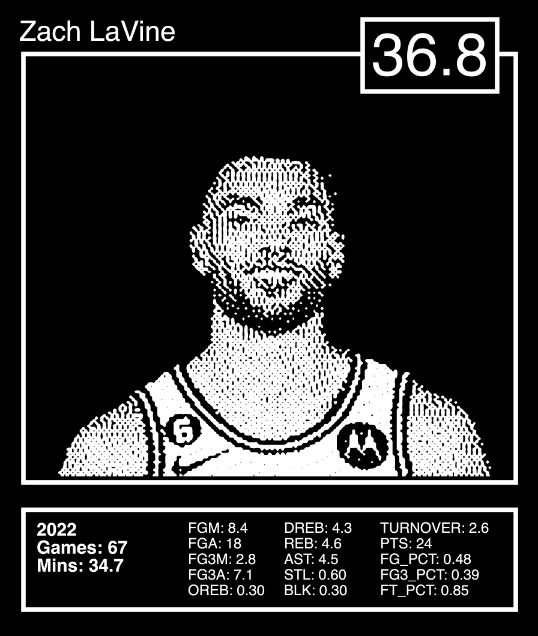 Zach LaVine
36.8
6
2022
Games: 67
Mins: 34.7
FGM: 8.4
FGA: 18
FG3M: 2.8
FG3A: 7.1
OREB: 0.30
DREB: 4.3
REB: 4.6
AST: 4.5
STL: 0.60
BLK: 0.30
TURNOVER: 2.6
PTS: 24
FG_PCT: 0.48
FG3_PCT: 0.39
FT_PCT: 0.85